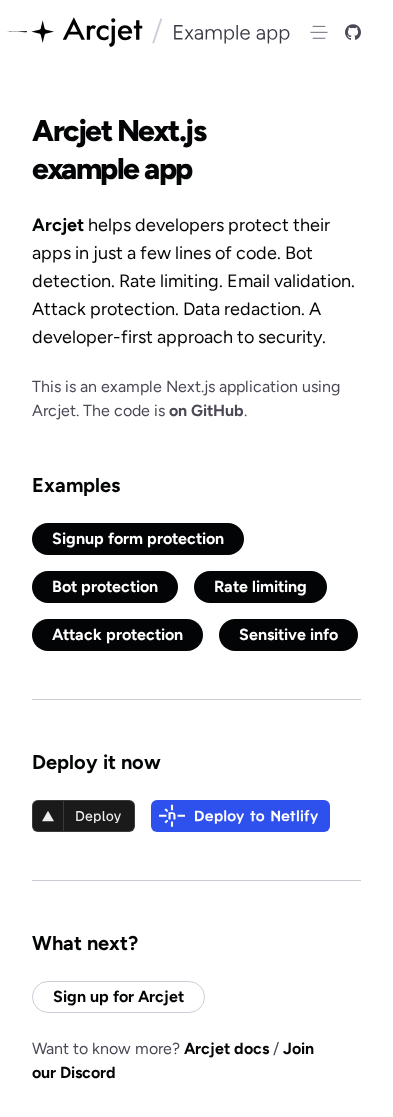 Arcjet / Example app
Arcjet Next.js
example app
Arcjet helps developers protect their
apps in just a few lines of code. Bot
detection. Rate limiting. Email validation.
Attack protection. Data redaction. A
developer-first approach to security.
This is an example Next.js application using
Arcjet. The code is on GitHub.
Examples
Signup form protection
Bot protection Rate limiting
Attack protection Sensitive info
Deploy it now
Deploy Deploy to Netlify
What next?
Sign up for Arcjet
Want to know more? Arcjet docs / Join
our Discord